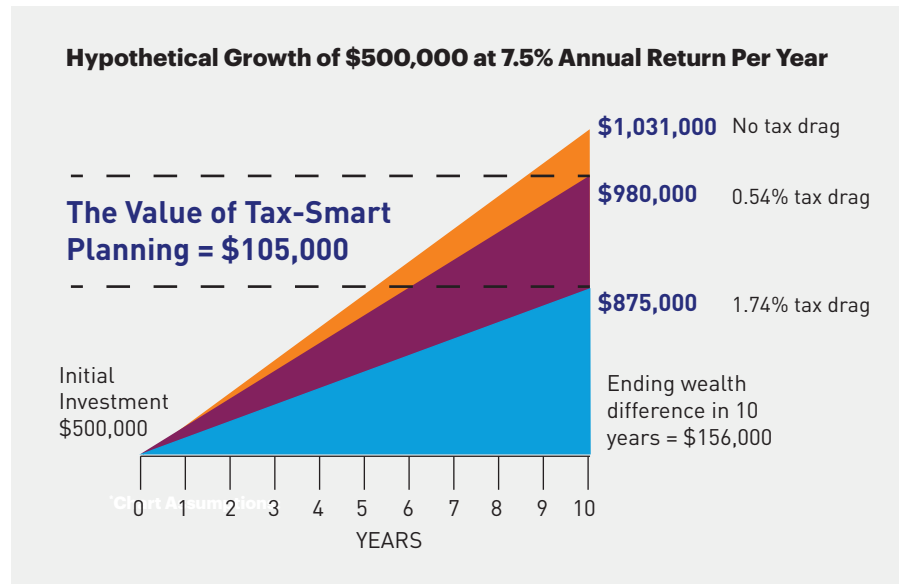 Hypothetical Growth of $500,000 at 7.5% Annual Return Per Year
$1,031,000 No tax drag
The Value of Tax-Smart
Planning = $105,000
$980,000 0.54% tax drag
$875,000 1.74% tax drag
Initial
Investment
$500,000
Ending wealth
difference in 10
years = $156,000
*Chart Assumptions
0 1 2 3 4 5 6 7 8 9 10
YEARS